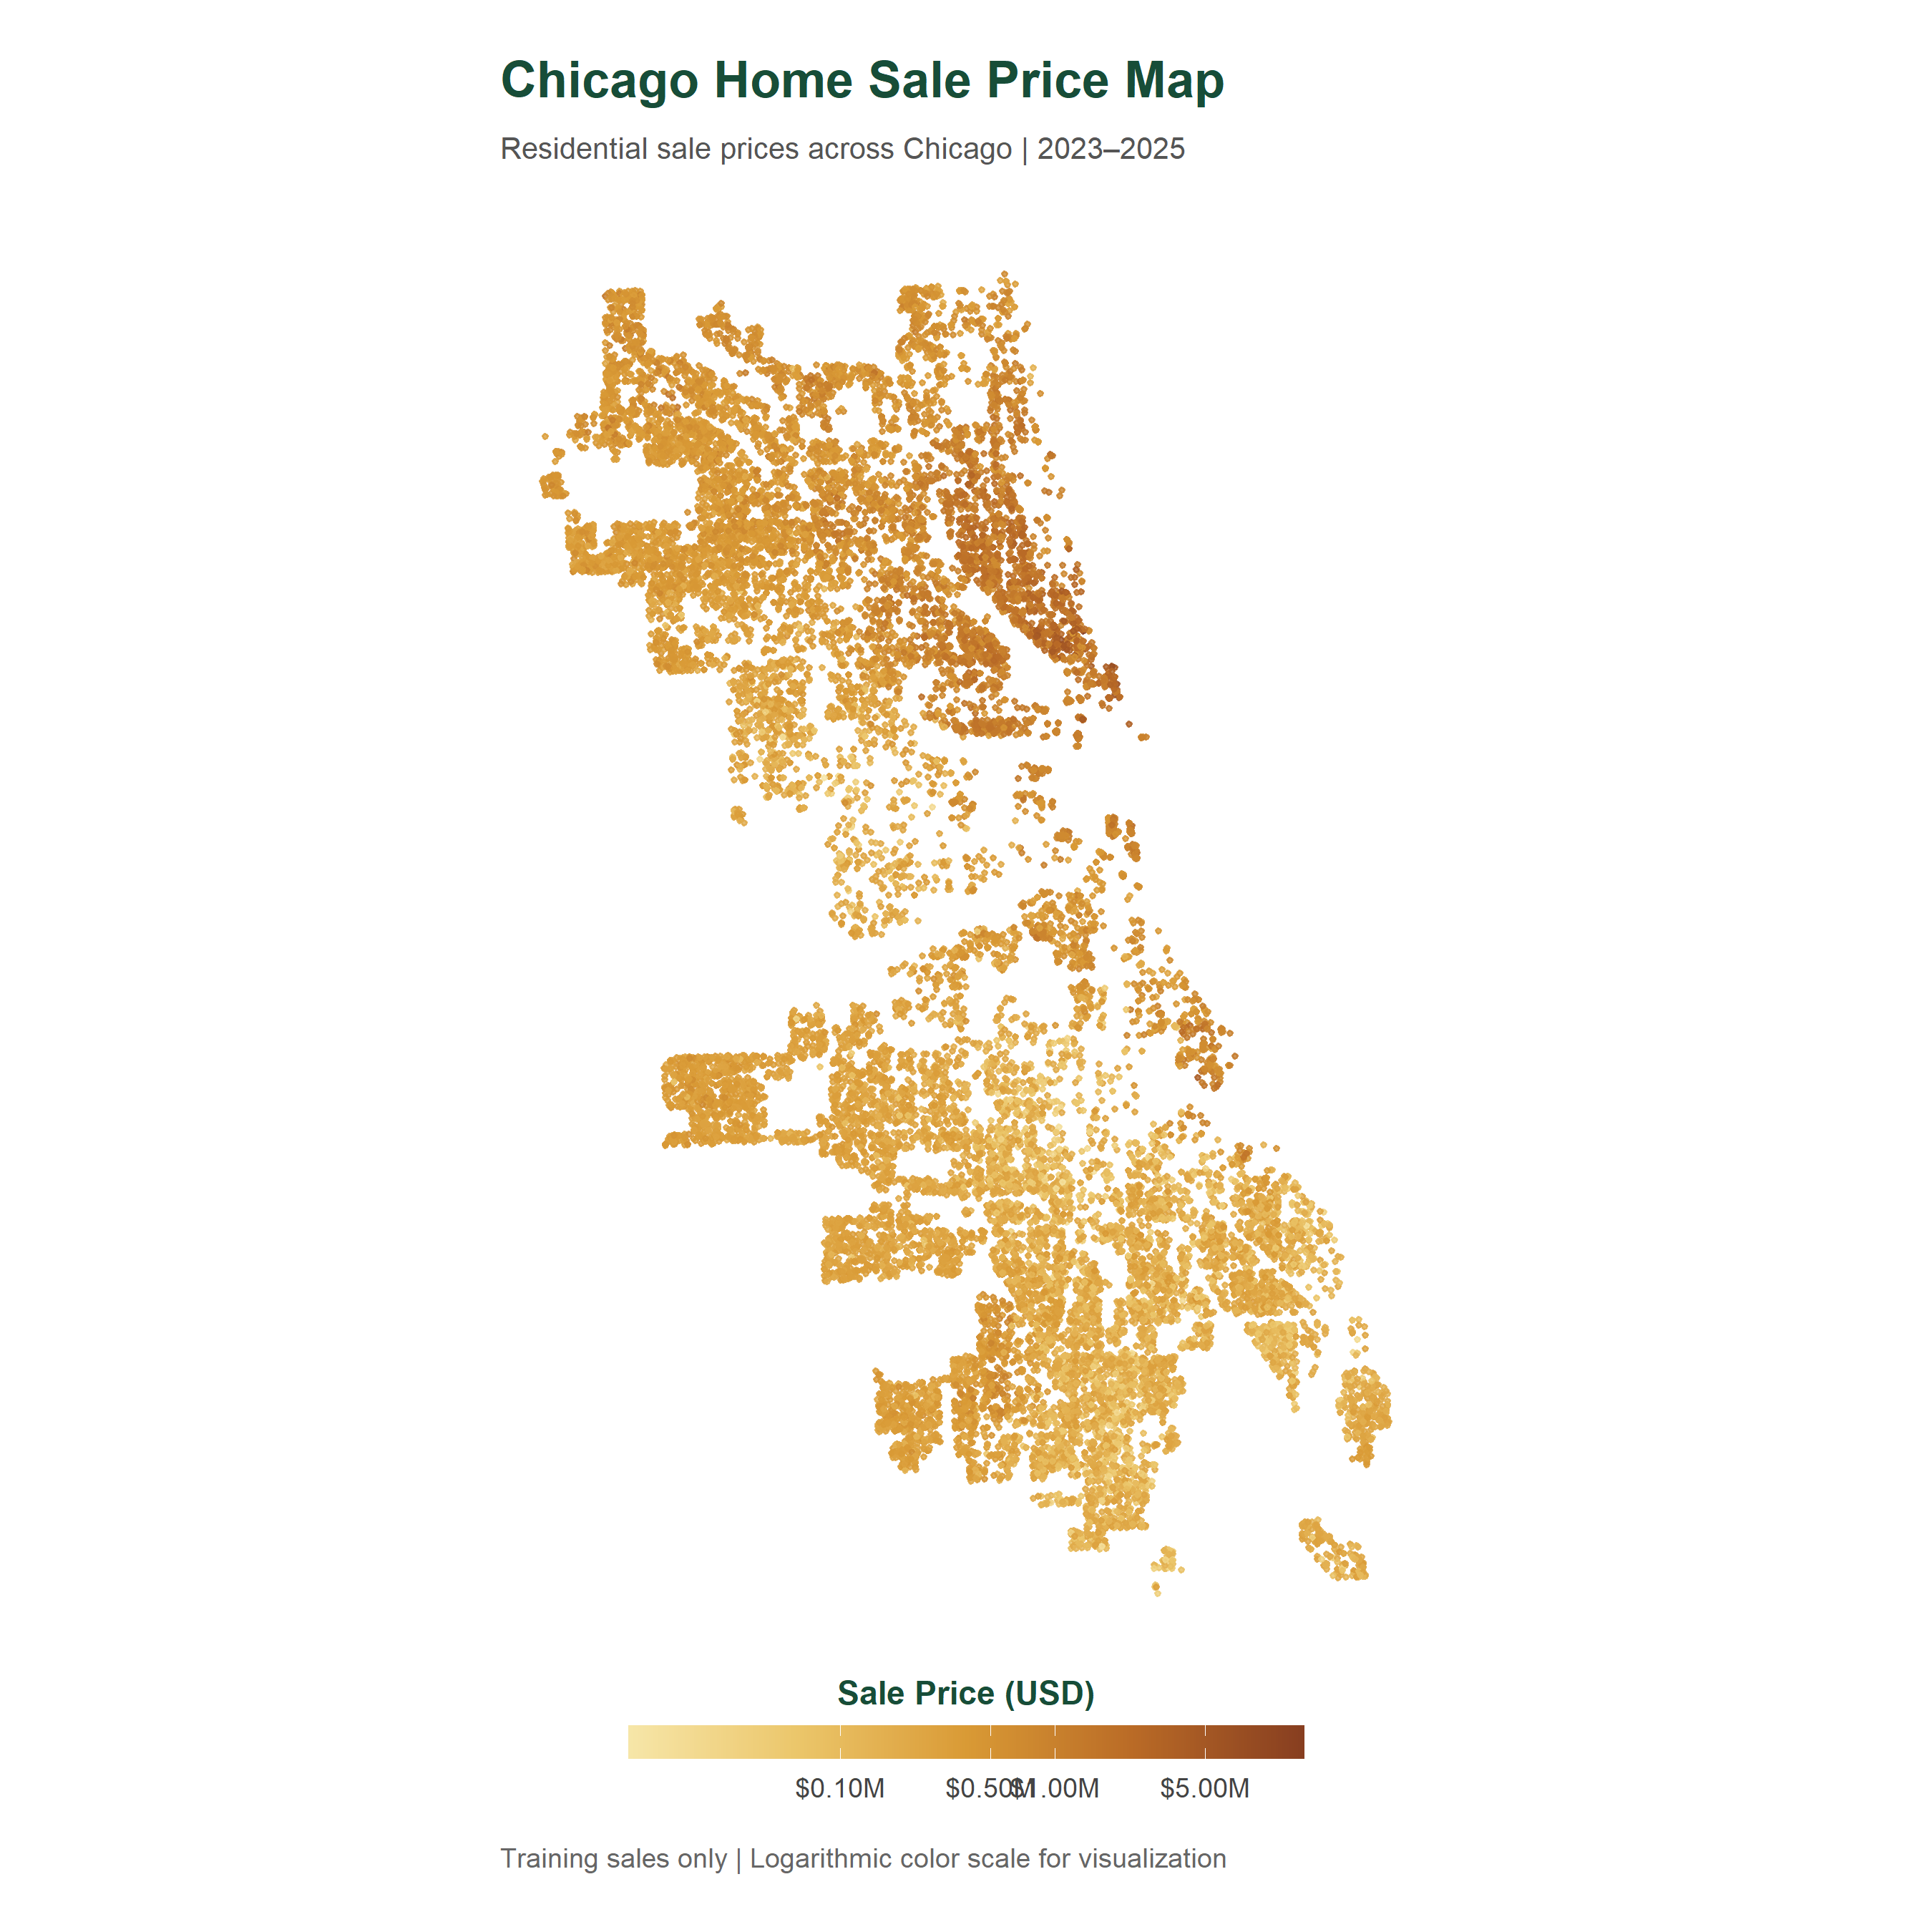 Chicago Home Sale Price Map
Residential sale prices across Chicago | 2023–2025
Sale Price (USD)
$0.10M $0.50M $1.00M $5.00M
Training sales only | Logarithmic color scale for visualization